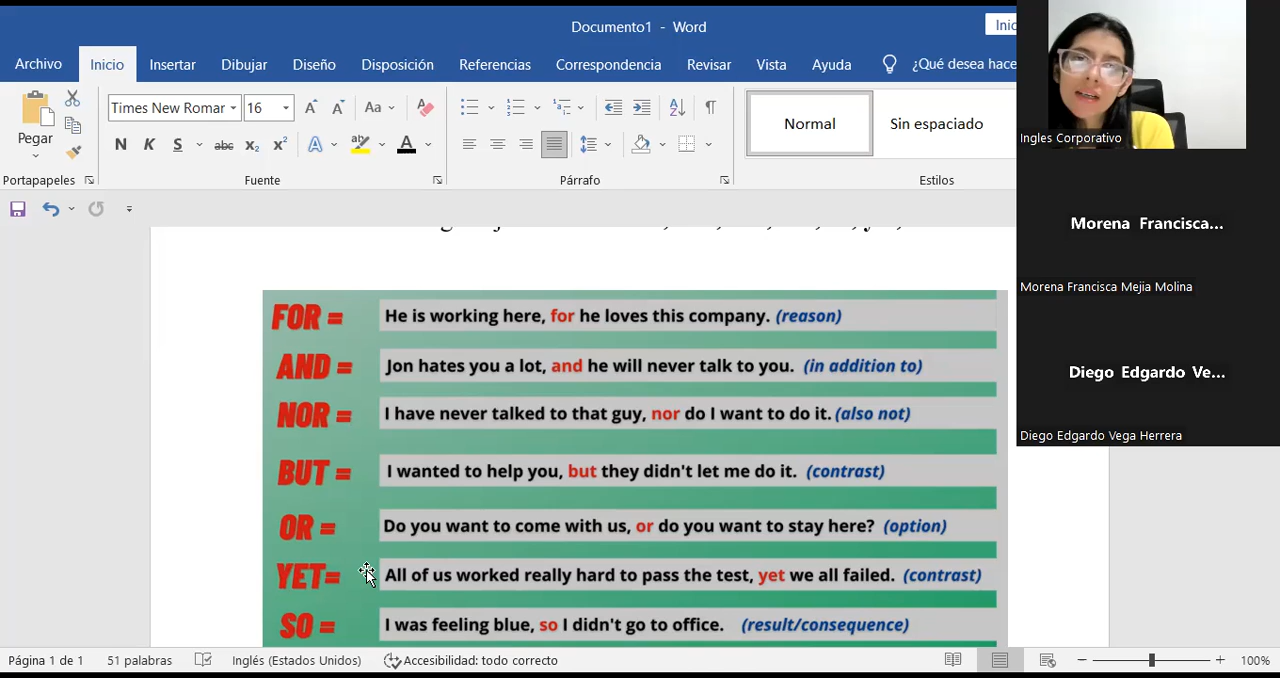 Documento1 - Word
Inic
Archivo Inicio Insertar Dibujar Diseño Disposición Referencias Correspondencia Revisar Vista Ayuda ¿Qué desea hace
Pegar
Times New Romar 16
Aa
N K S abc x₂ x² A aby A
Normal
Sin espaciado
Portapapeles Fuente Párrafo Estilos
Ingles Corporativo
Morena Francisca...
Morena Francisca Mejia Molina
Diego Edgardo Ve...
Diego Edgardo Vega Herrera
FOR = He is working here, for he loves this company. (reason)
AND = Jon hates you a lot, and he will never talk to you. (in addition to)
NOR = I have never talked to that guy, nor do I want to do it. (also not)
BUT = I wanted to help you, but they didn't let me do it. (contrast)
OR = Do you want to come with us, or do you want to stay here? (option)
YET= All of us worked really hard to pass the test, yet we all failed. (contrast)
SO = I was feeling blue, so I didn't go to office. (result/consequence)
Página 1 de 1 51 palabras Inglés (Estados Unidos) Accesibilidad: todo correcto 100%